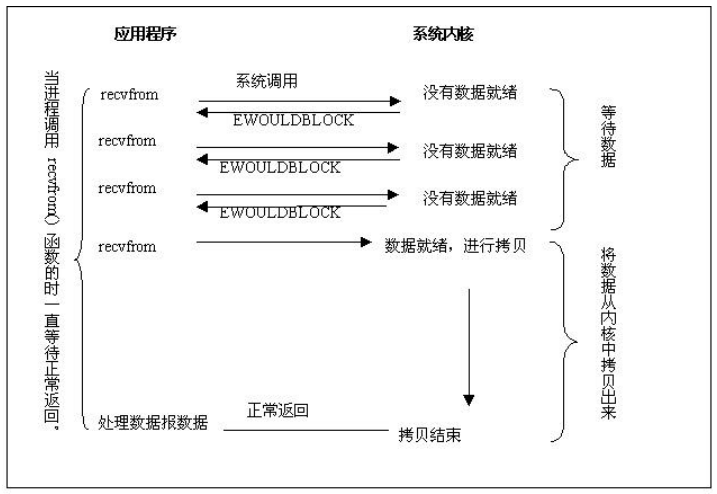 应用程序
系统内核
当进程调用 recvfrom() 函数的时一直等待正常返回。
recvfrom
系统调用
没有数据就绪
EWOULDBLOCK
recvfrom
没有数据就绪
EWOULDBLOCK
recvfrom
没有数据就绪
EWOULDBLOCK
等待数据
recvfrom
数据就绪，进行拷贝
将数据从内核中拷贝出来
处理数据报数据
正常返回
拷贝结束